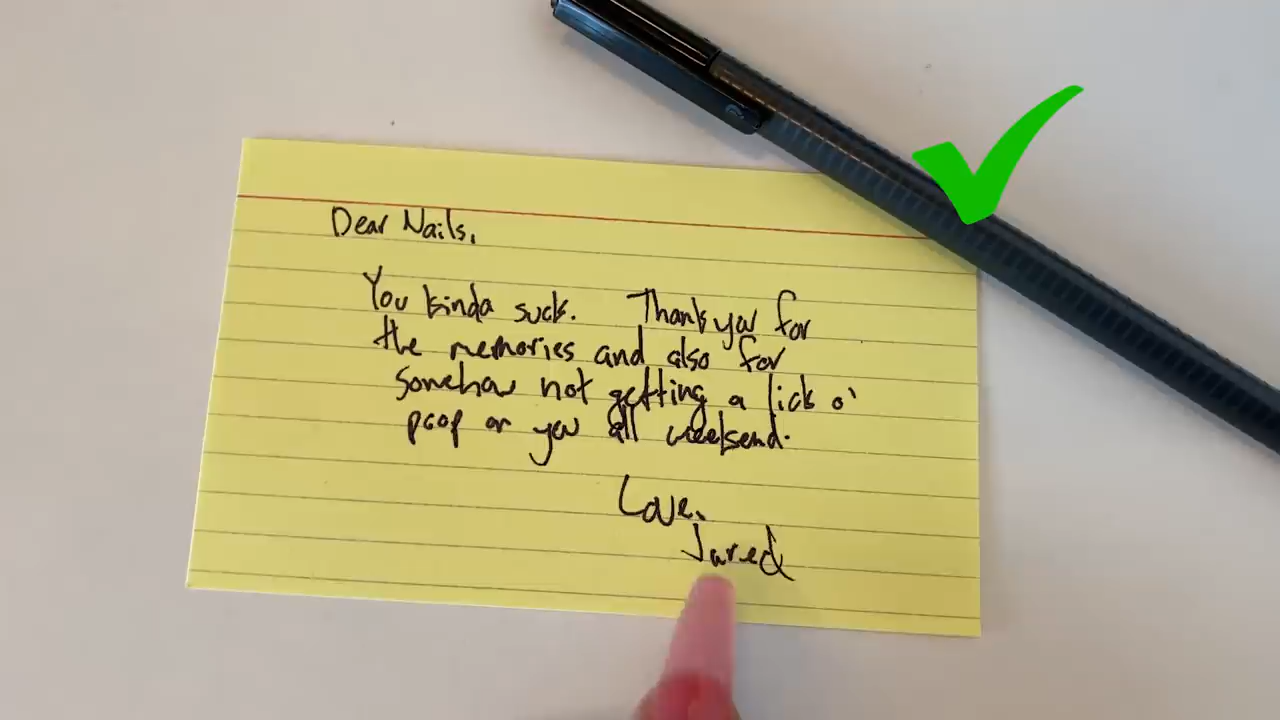 Dear Nails,
You kinda suck. Thank you for
the memories and also for
somehow not getting a lick o'
poop on you all weekend.
Love,
Jared